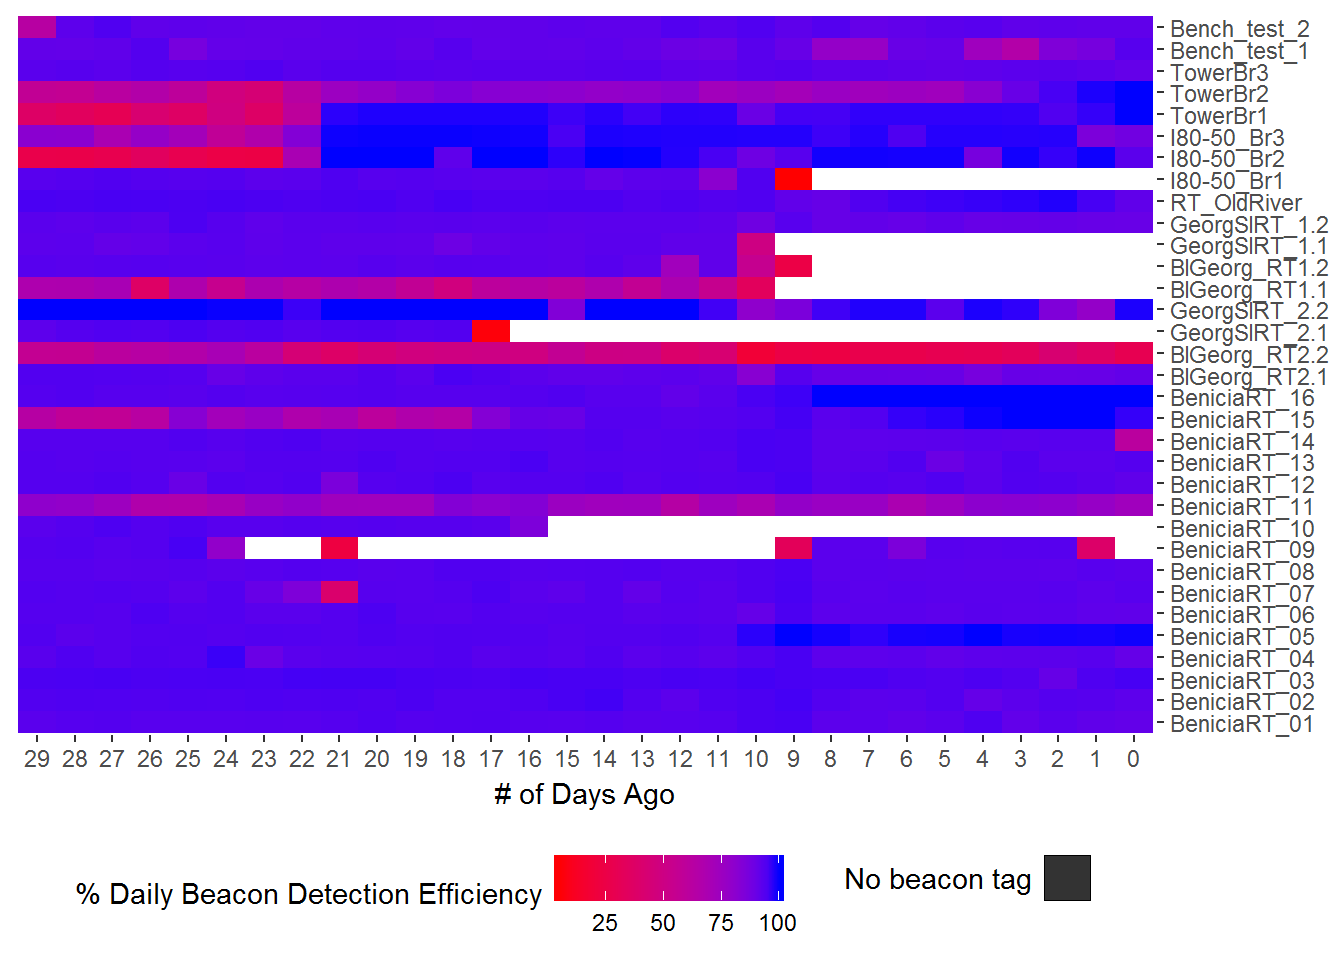 Bench_test_2
Bench_test_1
TowerBr3
TowerBr2
TowerBr1
I80-50_Br3
I80-50_Br2
I80-50_Br1
RT_OldRiver
GeorgSlRT_1.2
GeorgSlRT_1.1
BlGeorg_RT1.2
BlGeorg_RT1.1
GeorgSlRT_2.2
GeorgSlRT_2.1
BlGeorg_RT2.2
BlGeorg_RT2.1
BeniciaRT_16
BeniciaRT_15
BeniciaRT_14
BeniciaRT_13
BeniciaRT_12
BeniciaRT_11
BeniciaRT_10
BeniciaRT_09
BeniciaRT_08
BeniciaRT_07
BeniciaRT_06
BeniciaRT_05
BeniciaRT_04
BeniciaRT_03
BeniciaRT_02
BeniciaRT_01
29 28 27 26 25 24 23 22 21 20 19 18 17 16 15 14 13 12 11 10 9 8 7 6 5 4 3 2 1 0
# of Days Ago
% Daily Beacon Detection Efficiency
25 50 75 100
No beacon tag